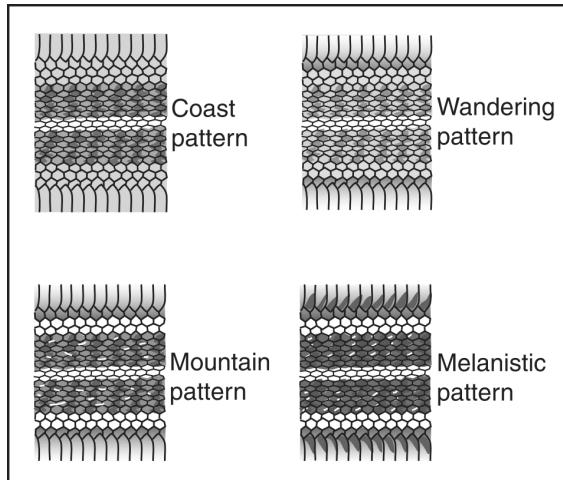 Coast
pattern
Wandering
pattern
Mountain
pattern
Melanistic
pattern